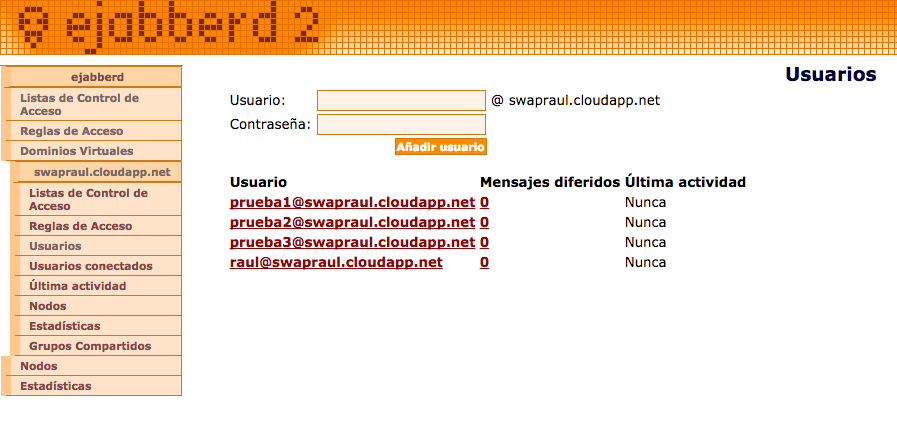 ejabberd 2
Usuarios
ejabberd
Listas de Control de
Acceso
Reglas de Acceso
Dominios Virtuales
swapraul.cloudapp.net
Listas de Control de
Acceso
Reglas de Acceso
Usuarios
Usuarios conectados
Última actividad
Nodos
Estadísticas
Grupos Compartidos
Nodos
Estadísticas
Usuario: @ swapraul.cloudapp.net
Contraseña:
Añadir usuario
Usuario Mensajes diferidos Última actividad
prueba1@swapraul.cloudapp.net 0 Nunca
prueba2@swapraul.cloudapp.net 0 Nunca
prueba3@swapraul.cloudapp.net 0 Nunca
raul@swapraul.cloudapp.net 0 Nunca